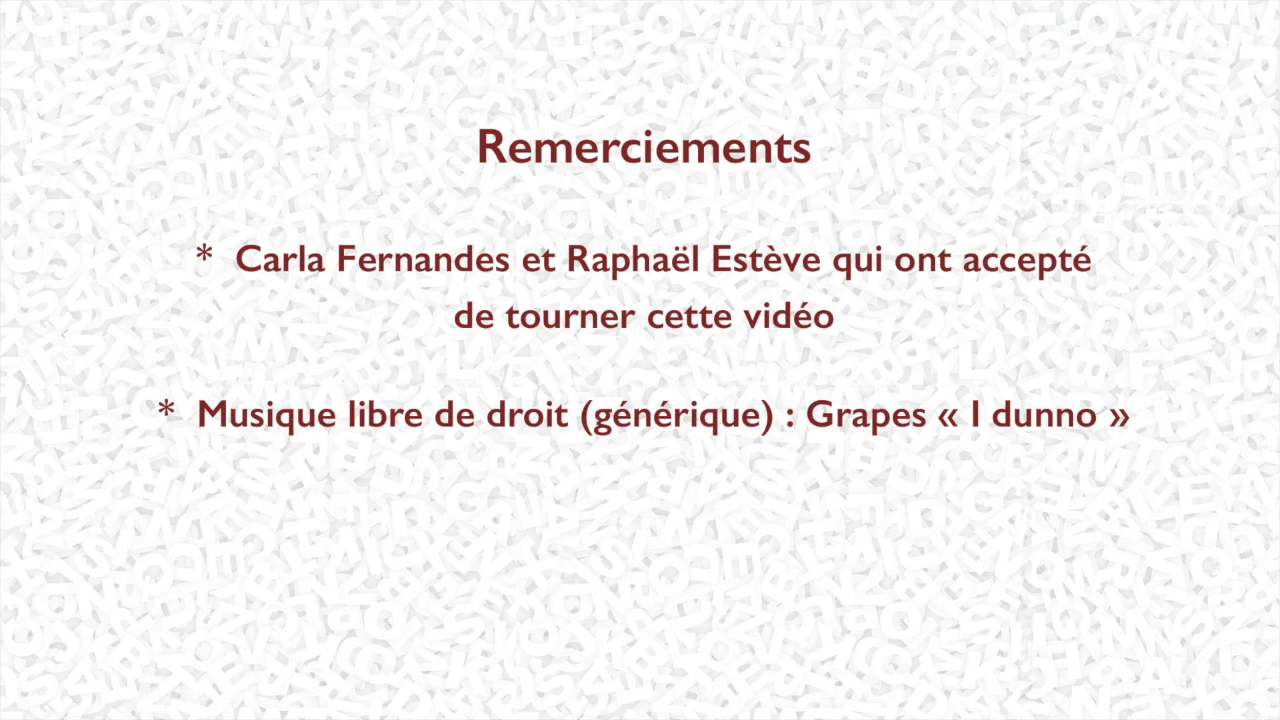 Remerciements
* Carla Fernandes et Raphaël Estève qui ont accepté
de tourner cette vidéo
* Musique libre de droit (générique) : Grapes « I dunno »